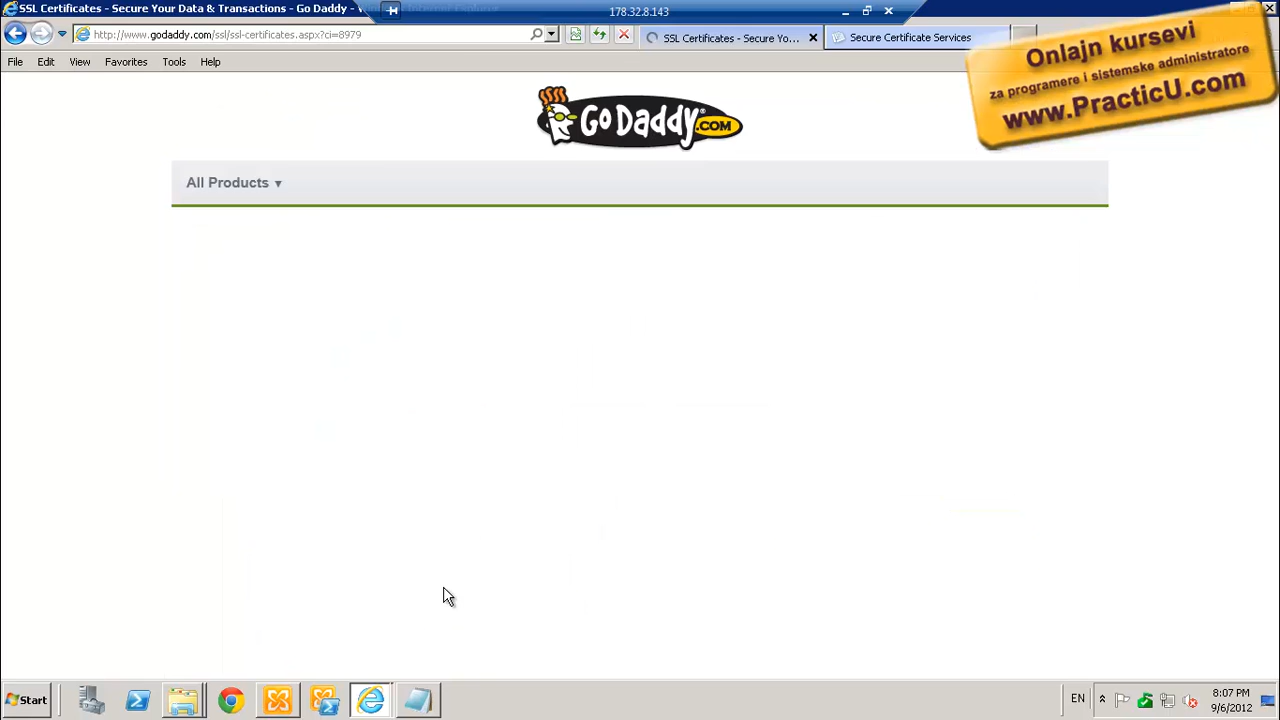 SSL Certificates - Secure Your Data & Transactions - Go Daddy -
178.32.8.143
http://www.godaddy.com/ssl/ssl-certificates.aspx?ci=8979
SSL Certificates - Secure Yo...
Secure Certificate Services
File Edit View Favorites Tools Help
Onlajn kursevi
za programere i sistemske administratore
www.PracticU.com
Go Daddy .COM
All Products
Start
EN
8:07 PM
9/6/2012